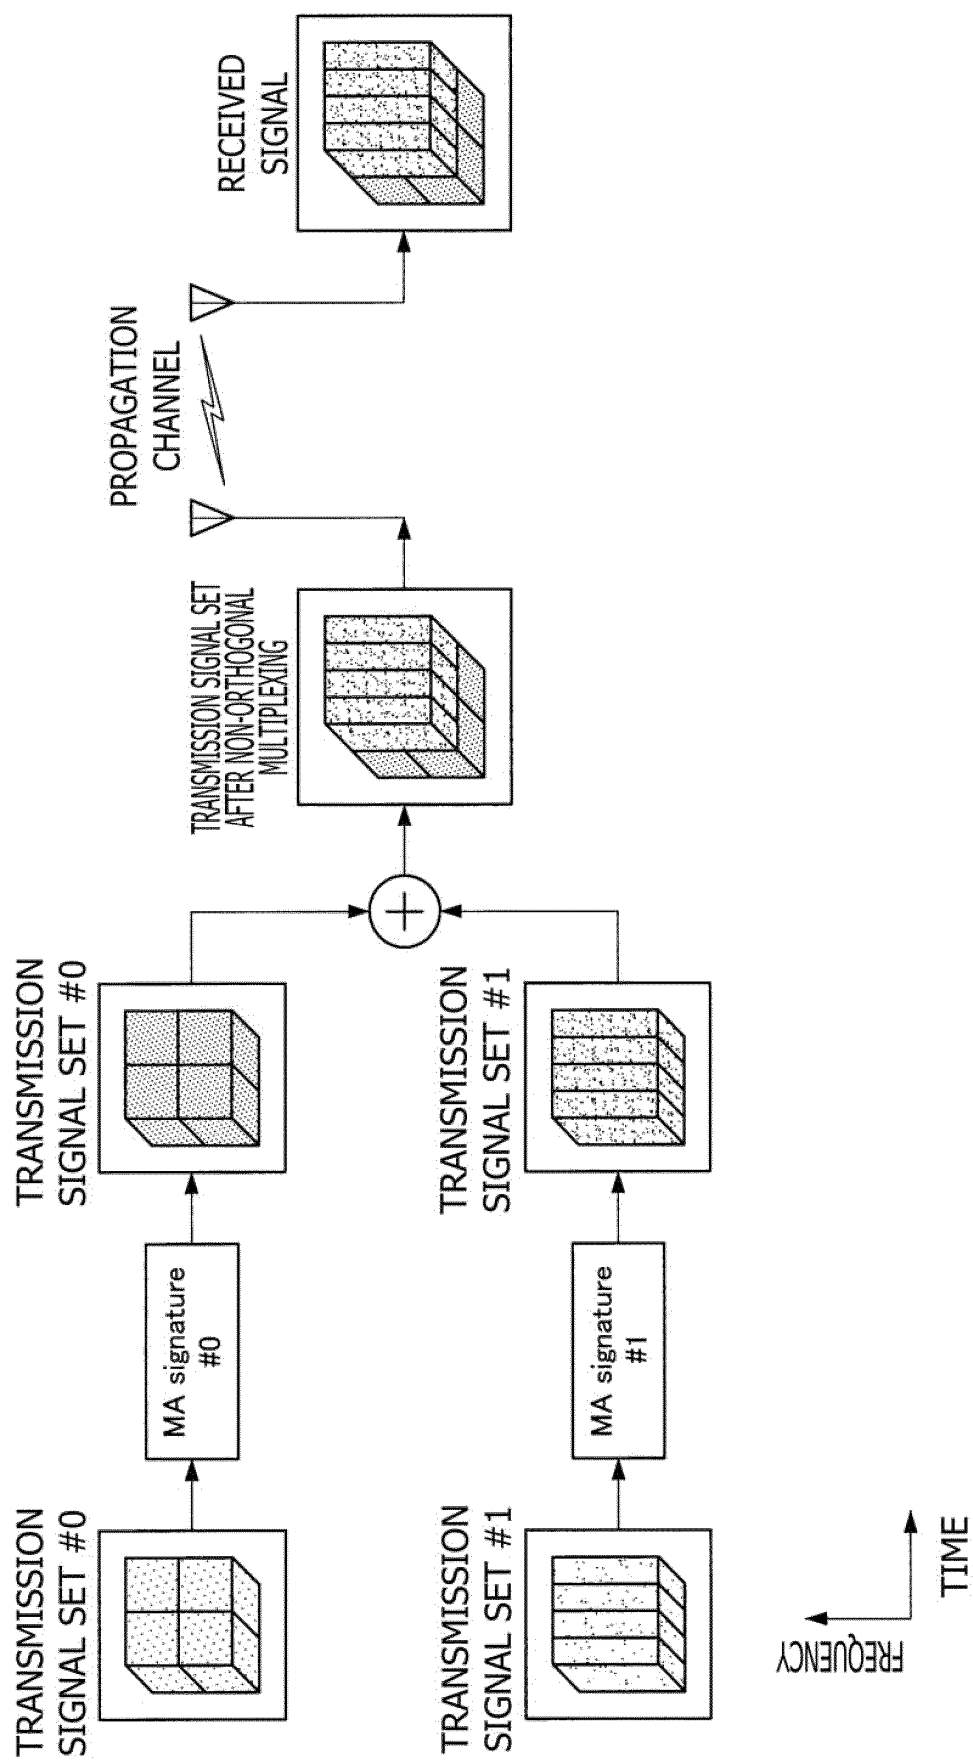 TRANSMISSION
SIGNAL SET #0
MA signature
#0
TRANSMISSION
SIGNAL SET #0
TRANSMISSION
SIGNAL SET #1
MA signature
#1
TRANSMISSION
SIGNAL SET #1
TRANSMISSION SIGNAL SET
AFTER NON-ORTHOGONAL
MULTIPLEXING
PROPAGATION
CHANNEL
RECEIVED
SIGNAL
FREQUENCY
TIME